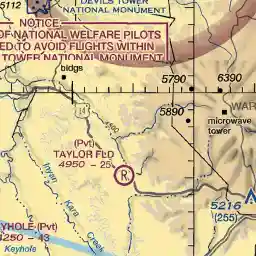 5112
DEVILS TOWER
NATIONAL MONUMENT
NOTICE
OF NATIONAL WELFARE PILOTS
ED TO AVOID FLIGHTS WITHIN
TOWER NATIONAL MONUMENT
bldgs
5790
6390
14
4390
5890
WAR
microwave
tower
(Pvt)
TAYLOR FLD
4950 - 25
R
Inyan
Kara
Creek
5216
(255)
YHOLE (Pvt)
4250 - 43
Keyhole